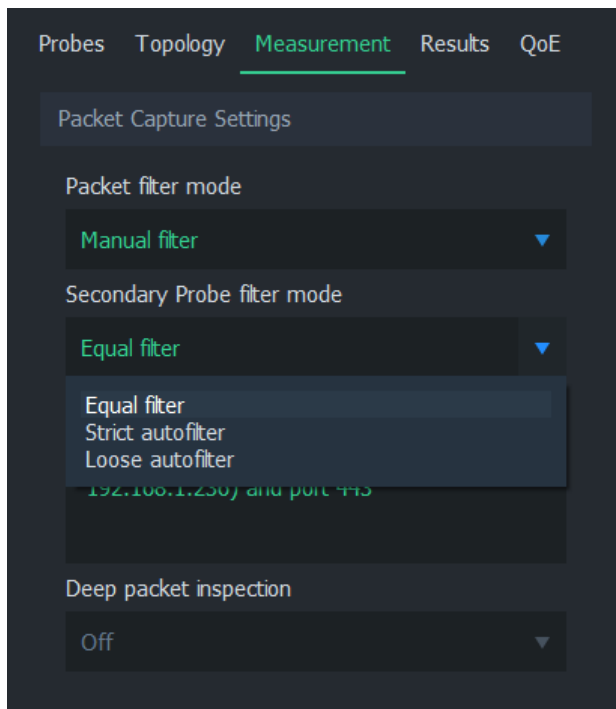 Probes Topology Measurement Results QoE
Packet Capture Settings
Packet filter mode
Manual filter
Secondary Probe filter mode
Equal filter
Equal filter
Strict autofilter
Loose autofilter
192.168.1.236) and port 443
Deep packet inspection
Off